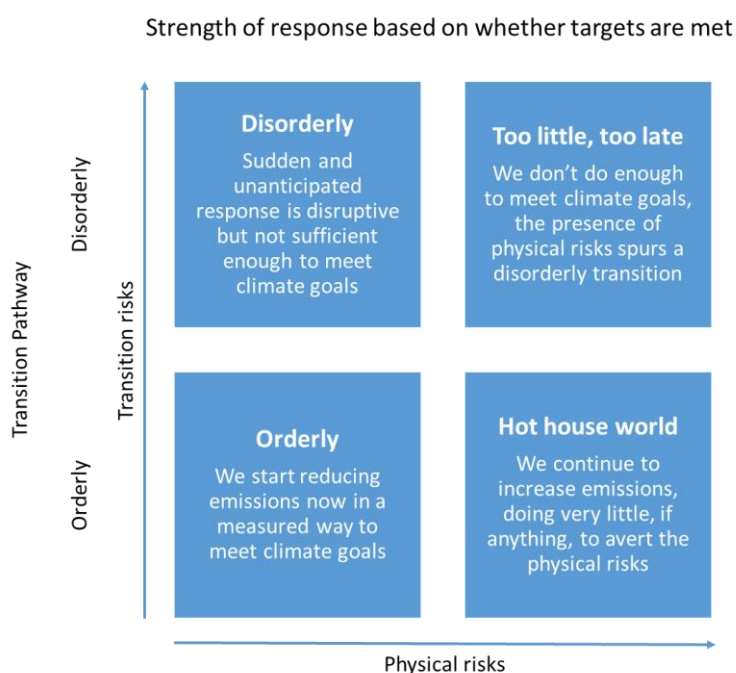 Strength of response based on whether targets are met
Transition Pathway
Disorderly
Orderly
Transition risks
Disorderly
Sudden and
unanticipated
response is disruptive
but not sufficient
enough to meet
climate goals
Too little, too late
We don’t do enough
to meet climate goals,
the presence of
physical risks spurs a
disorderly transition
Orderly
We start reducing
emissions now in a
measured way to
meet climate goals
Hot house world
We continue to
increase emissions,
doing very little, if
anything, to avert the
physical risks
Physical risks